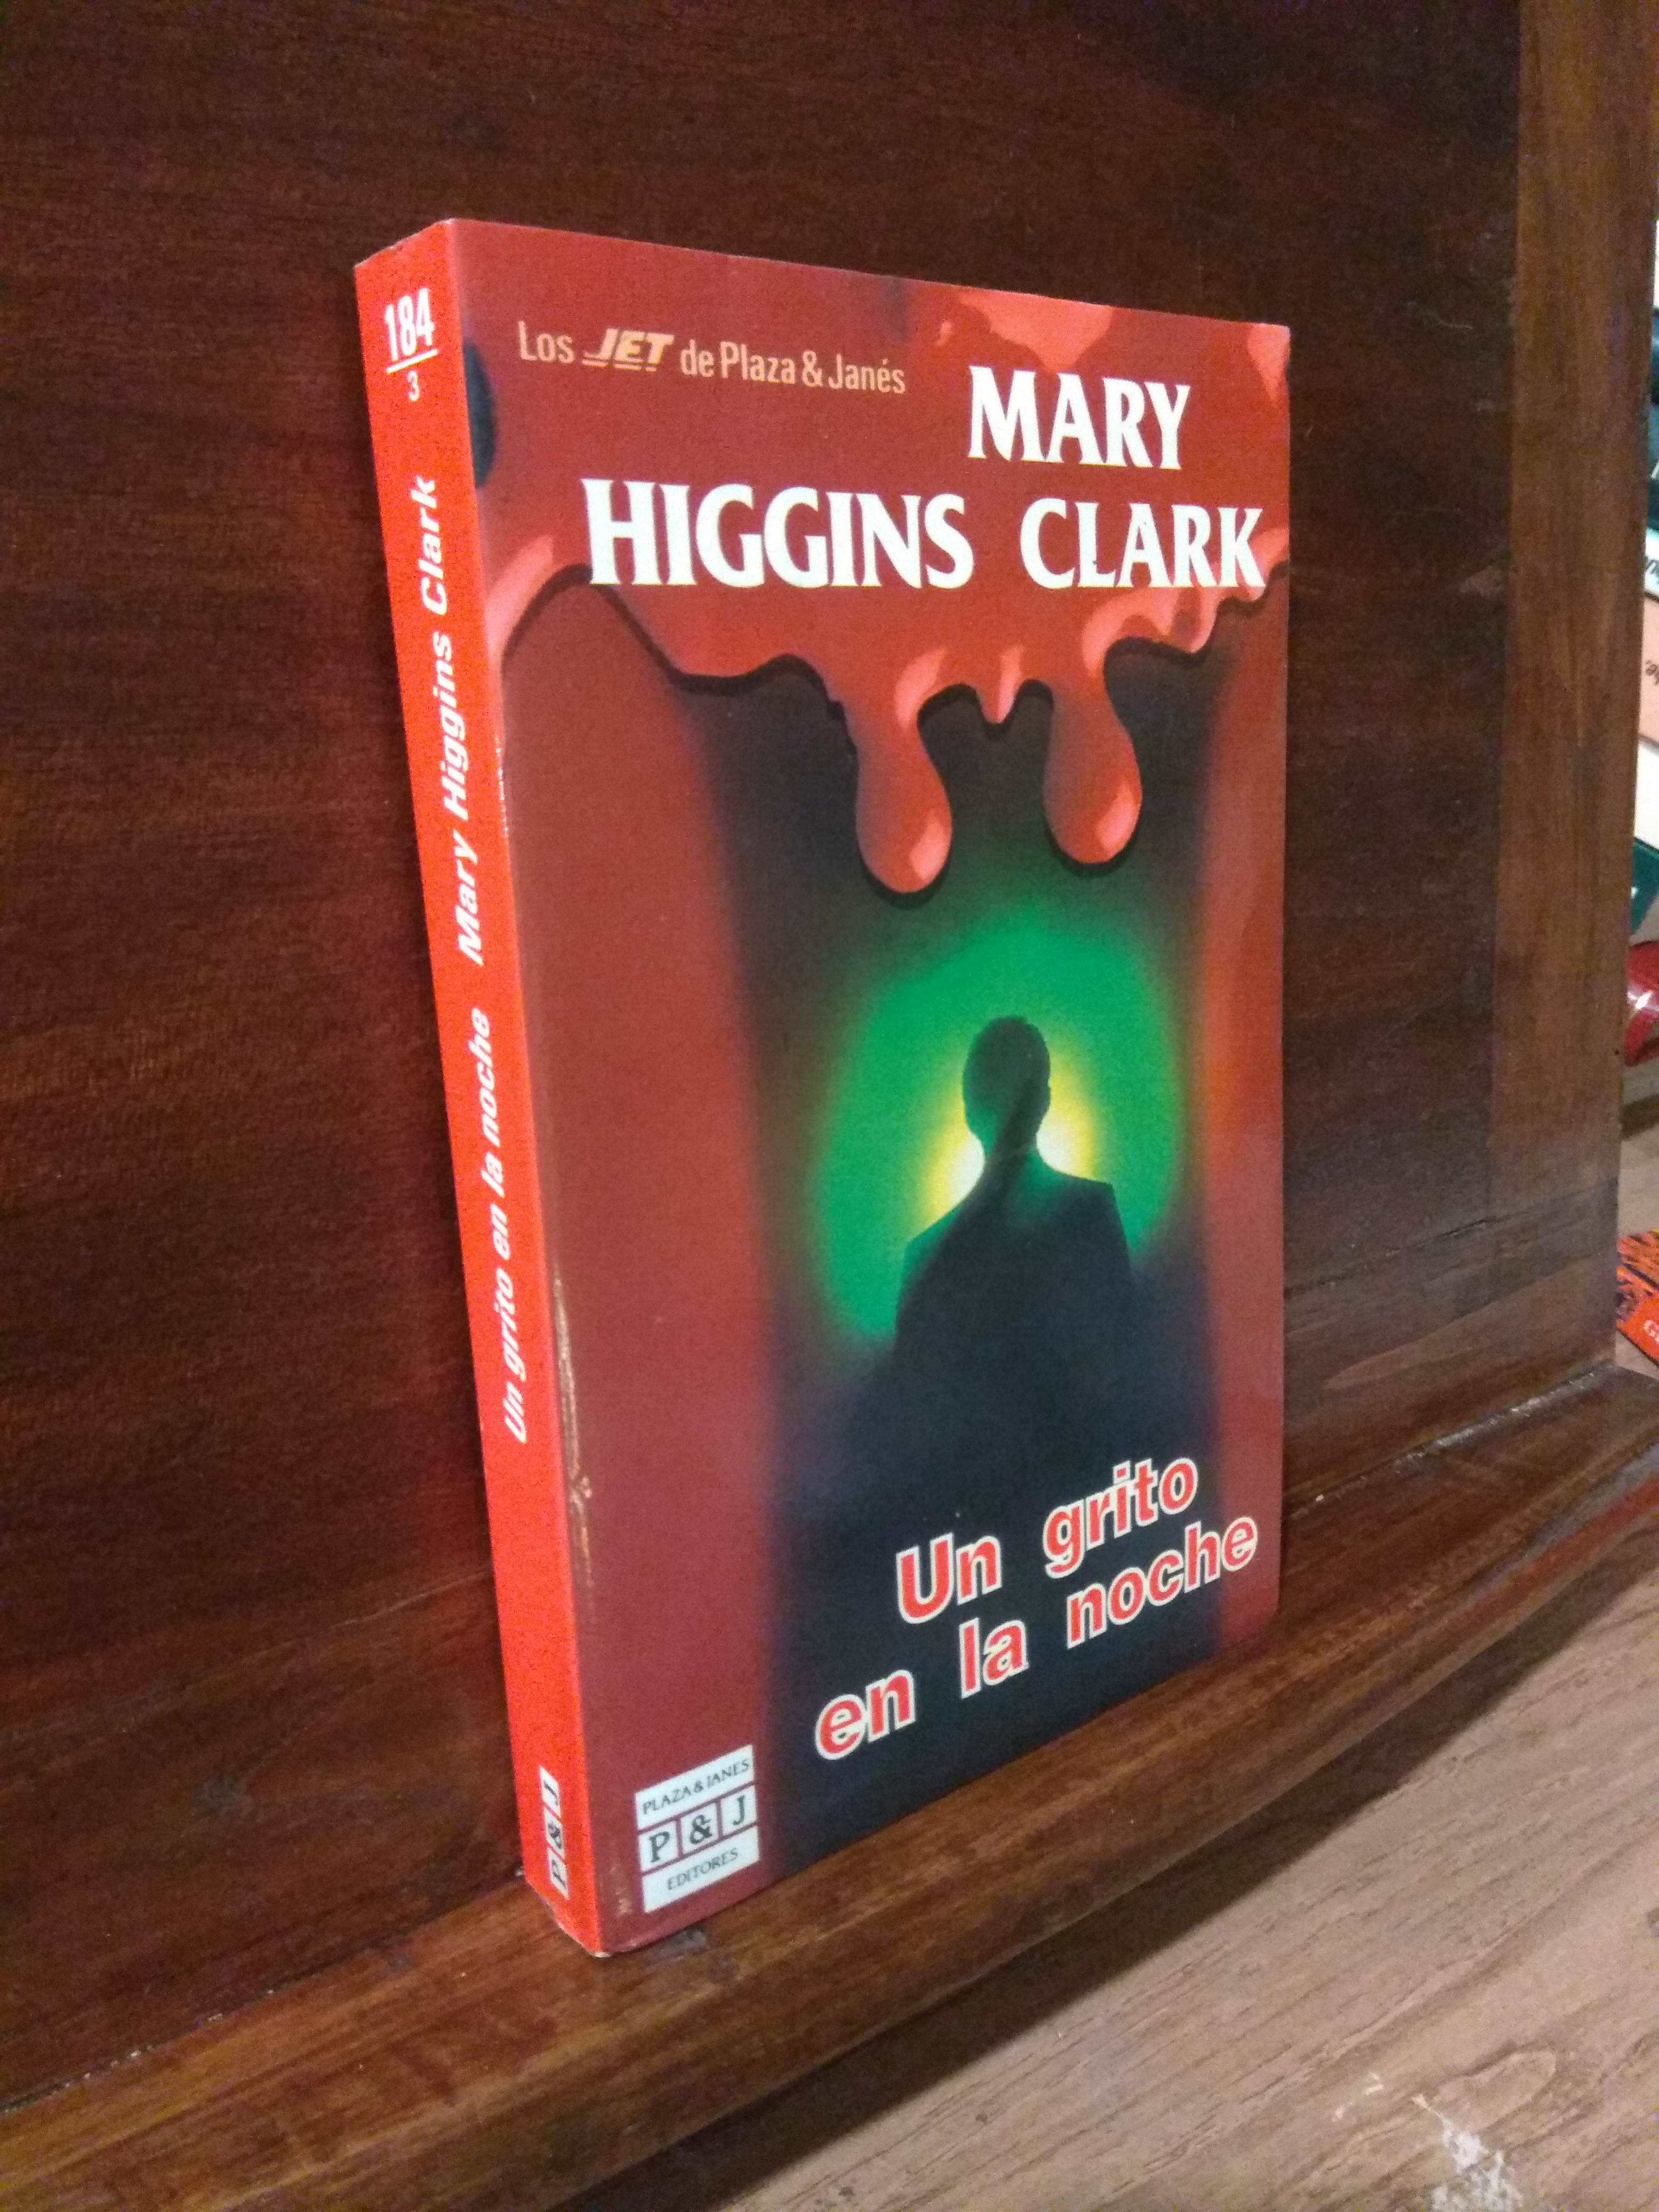 184
3
Mary Higgins Clark
Un grito en la noche
P&J
Los JET de Plaza & Janés
MARY
HIGGINS CLARK
Un grito
en la noche
PLAZA & JANES
P & J
EDITORES